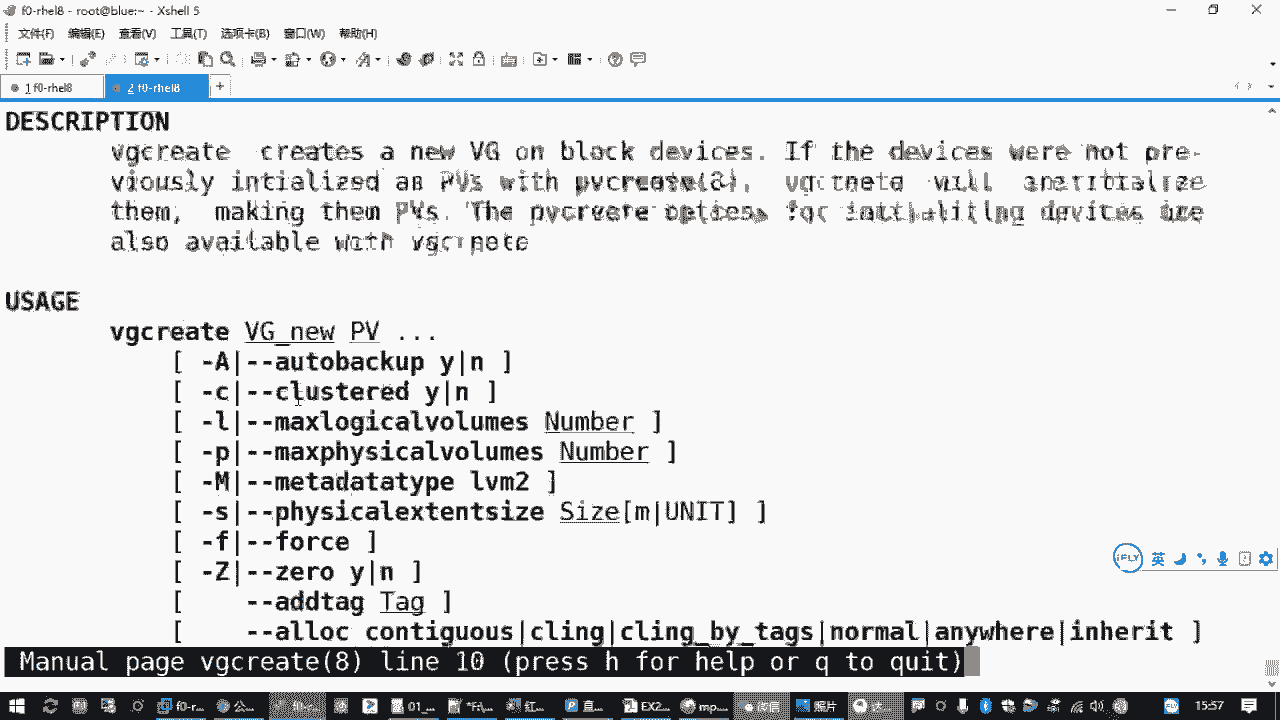 f0-rhel8 - root@blue:~ - Xshell 5
文件(F) 编辑(E) 查看(V) 工具(T) 选项卡(B) 窗口(W) 帮助(H)
1 f0-rhel8 2 f0-rhel8 +
DESCRIPTION
vgcreate creates a new VG on block devices. If the devices were not pre-
viously intialized as PVs with pvcreate(8), will
them, making them PVs. The pvcreate options for devices are
also available with
USAGE
vgcreate VG_new PV ...
[ -A|--autobackup y|n ]
[ -c|--clustered y|n ]
[ -l|--maxlogicalvolumes Number ]
[ -p|--maxphysicalvolumes Number ]
[ -M|--metadatatype lvm2 ]
[ -s|--physicalextentsize Size[m|UNIT] ]
[ -f|--force ]
[ -Z|--zero y|n ]
[ --addtag Tag ]
[ --alloc contiguous|cling|cling_by_tags|normal|anywhere|inherit ]
Manual page vgcreate(8) line 10 (press h for help or q to quit)
iFLY 英
f0-r... 公... 01_... 红... 直... EX2... mp... 照片 15:57